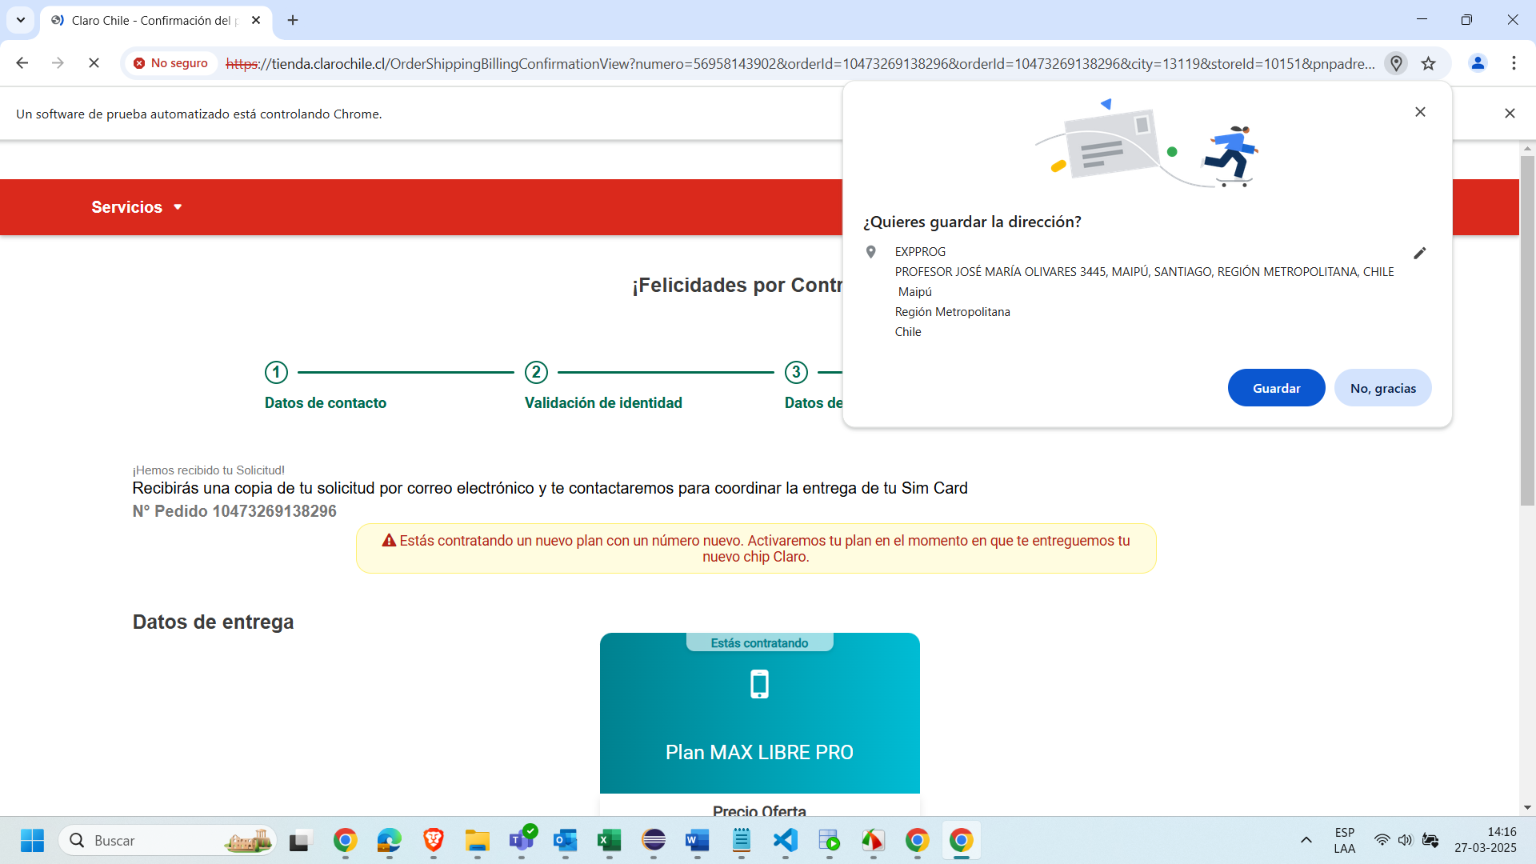 Claro Chile - Confirmación del p
No seguro
https://tienda.clarochile.cl/OrderShippingBillingConfirmationView?numero=56958143902&orderId=10473269138296&orderId=10473269138296&city=13119&storeId=10151&pnpadre...
Un software de prueba automatizado está controlando Chrome.
¿Quieres guardar la dirección?
EXPPROG
PROFESOR JOSÉ MARÍA OLIVARES 3445, MAIPÚ, SANTIAGO, REGIÓN METROPOLITANA, CHILE
Maipú
Región Metropolitana
Chile
Guardar
No, gracias
Servicios
¡Felicidades por Contr
1
2
3
Datos de contacto
Validación de identidad
Datos de
¡Hemos recibido tu Solicitud!
Recibirás una copia de tu solicitud por correo electrónico y te contactaremos para coordinar la entrega de tu Sim Card
N° Pedido 10473269138296
Estás contratando un nuevo plan con un número nuevo. Activaremos tu plan en el momento en que te entreguemos tu
nuevo chip Claro.
Datos de entrega
Estás contratando
Plan MAX LIBRE PRO
Precio Oferta
Buscar
ESP
LAA
14:16
27-03-2025